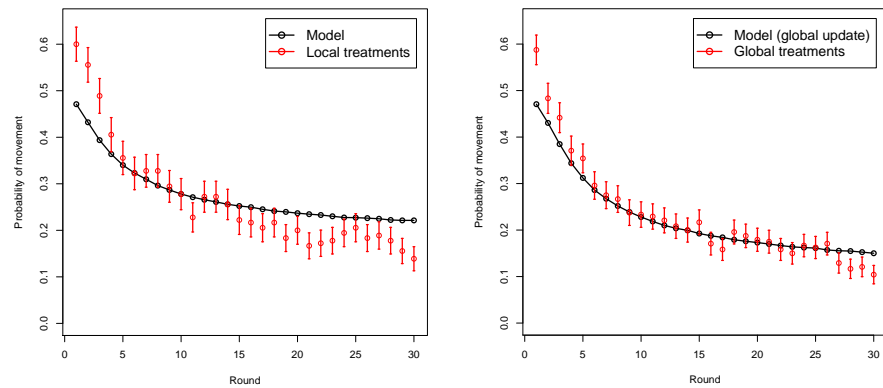 Model
Local treatments
Probability of movement
0.6
0.5
0.4
0.3
0.2
0.1
0.0
0 5 10 15 20 25 30
Round
Model (global update)
Global treatments
Probability of movement
0.6
0.5
0.4
0.3
0.2
0.1
0.0
0 5 10 15 20 25 30
Round